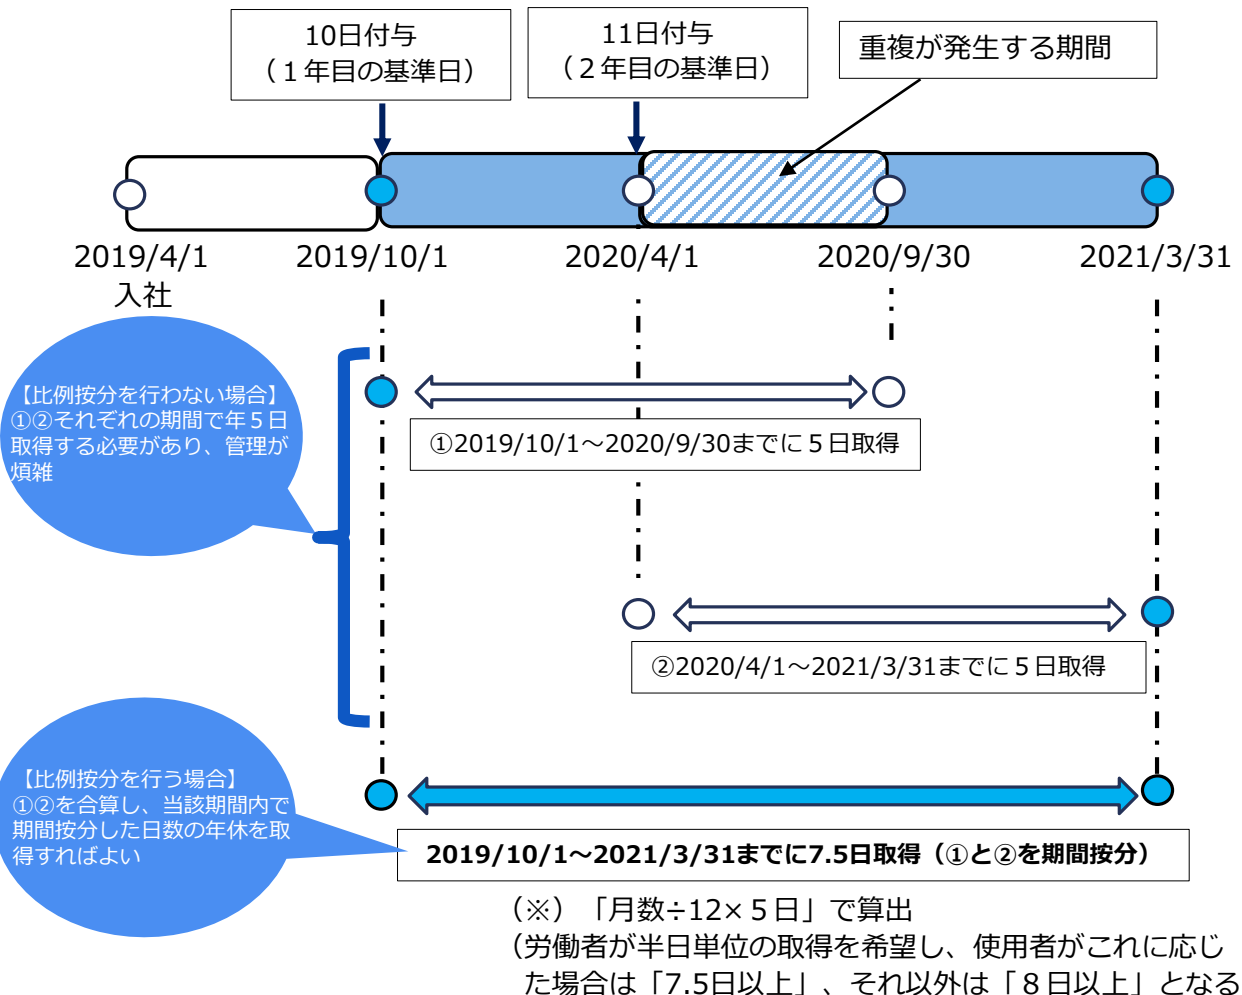 10日付与
（１年目の基準日）
11日付与
（２年目の基準日）
重複が発生する期間
2019/4/1
入社
2019/10/1
2020/4/1
2020/9/30
2021/3/31
【比例按分を行わない場合】
①②それぞれの期間で年５日
取得する必要があり、管理が
煩雑
①2019/10/1～2020/9/30までに５日取得
②2020/4/1～2021/3/31までに５日取得
【比例按分を行う場合】
①②を合算し、当該期間内で
期間按分した日数の年休を取
得すればよい
2019/10/1～2021/3/31までに7.5日取得（①と②を期間按分）
（※）「月数÷12×５日」で算出
（労働者が半日単位の取得を希望し、使用者がこれに応じ
た場合は「7.5日以上」、それ以外は「８日以上」となる